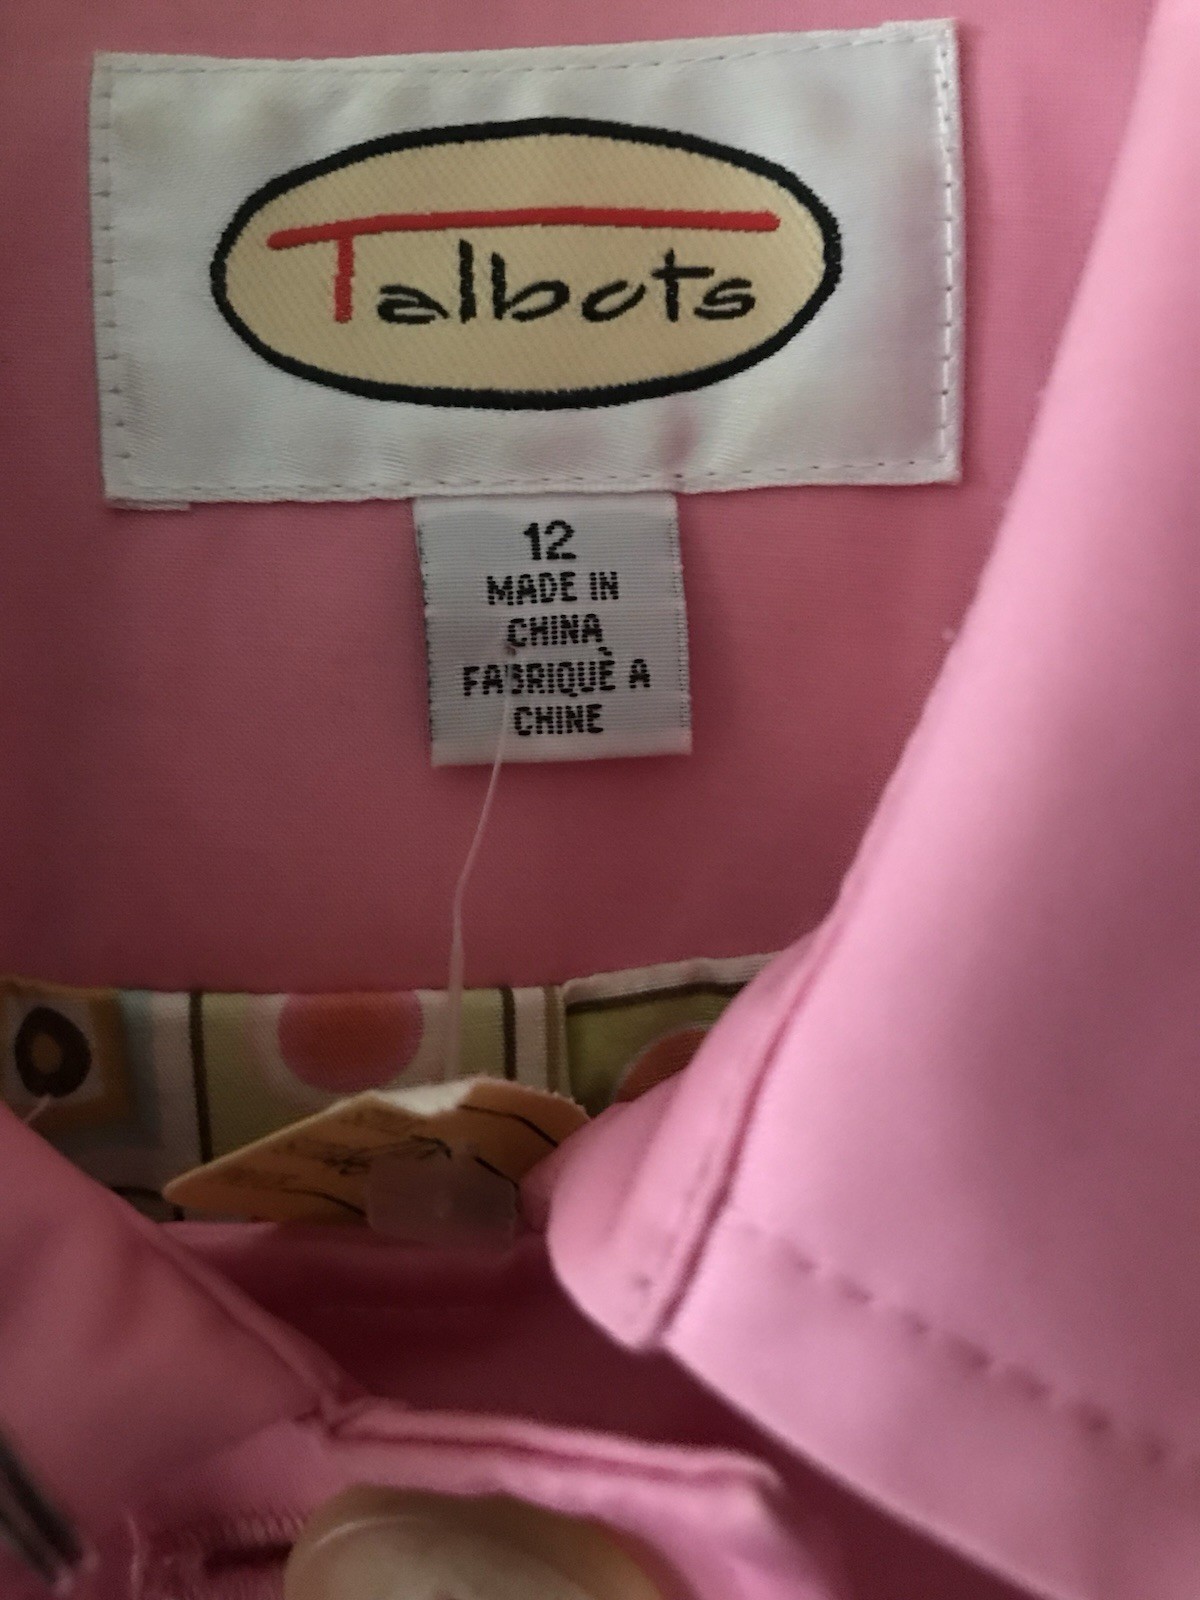 Talbots
12
MADE IN
CHINA
FABRIQUÈ A
CHINE